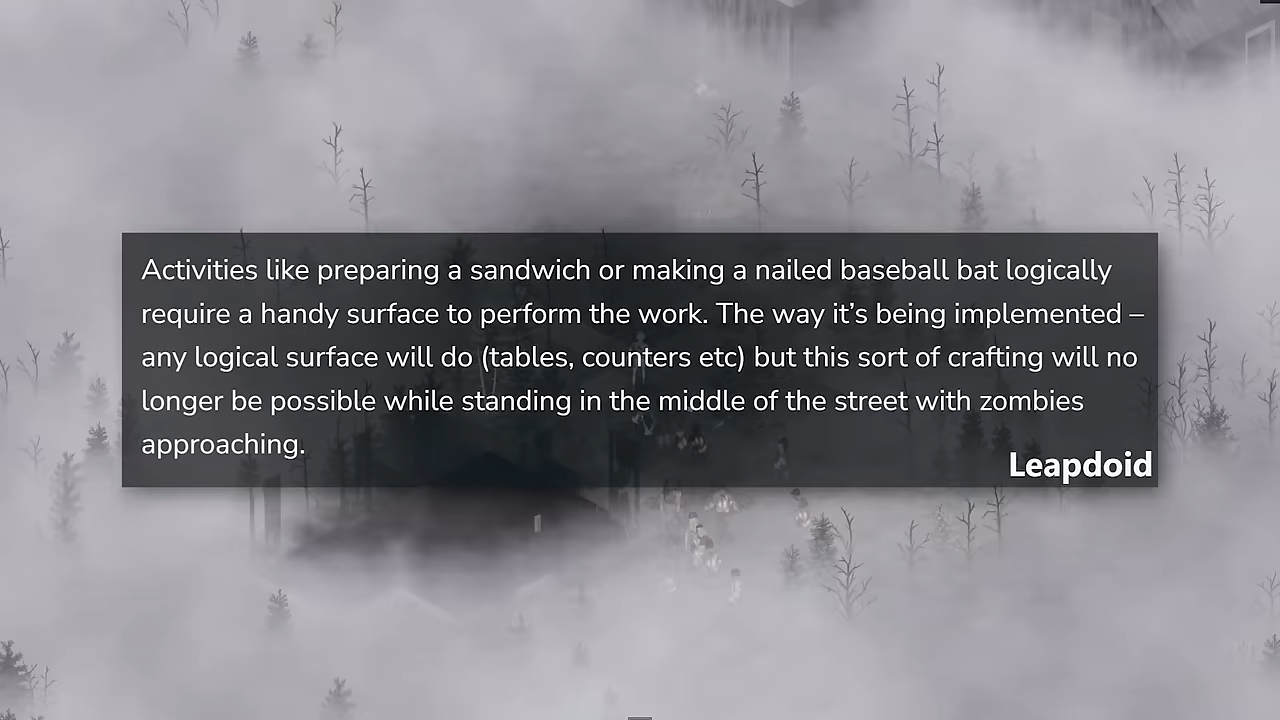 Activities like preparing a sandwich or making a nailed baseball bat logically
require a handy surface to perform the work. The way it’s being implemented –
any logical surface will do (tables, counters etc) but this sort of crafting will no
longer be possible while standing in the middle of the street with zombies
approaching.
Leapdoid